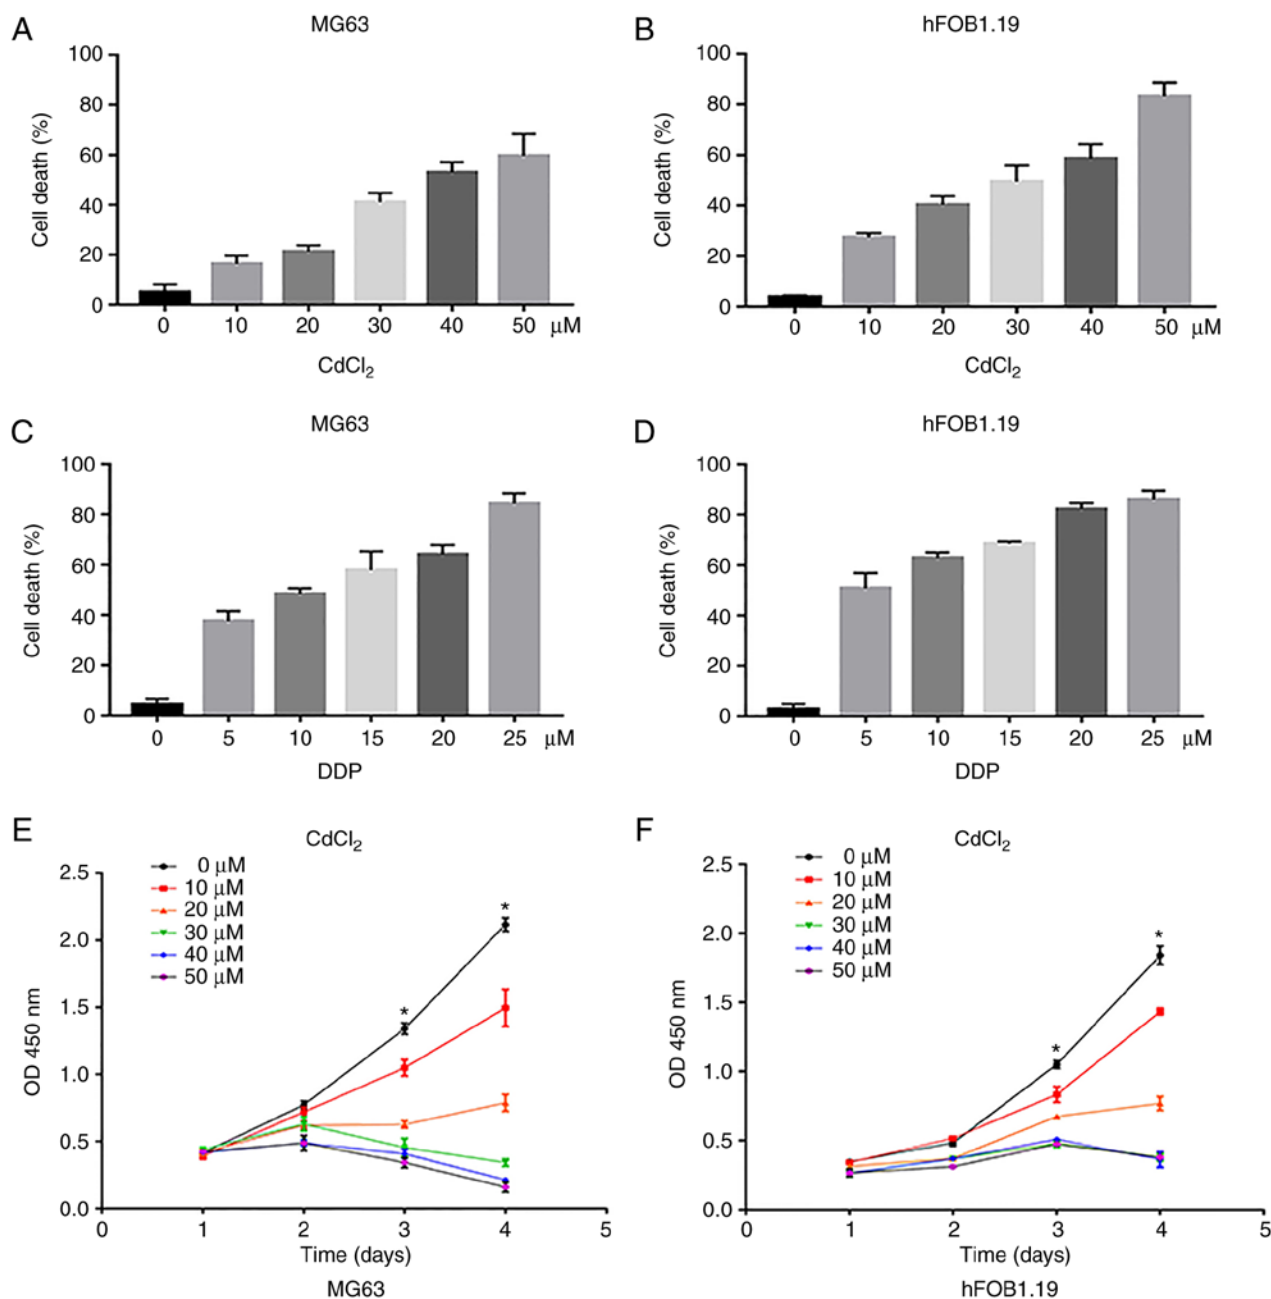 A
MG63
Cell death (%)
100
80
60
40
20
0
0 10 20 30 40 50 μM
CdCl₂
B
hFOB1.19
Cell death (%)
100
80
60
40
20
0
0 10 20 30 40 50 μM
CdCl₂
C
MG63
Cell death (%)
100
80
60
40
20
0
0 5 10 15 20 25 μM
DDP
D
hFOB1.19
Cell death (%)
100
80
60
40
20
0
0 5 10 15 20 25 μM
DDP
E
CdCl₂
0 μM
10 μM
20 μM
30 μM
40 μM
50 μM
OD 450 nm
2.5
2.0
1.5
1.0
0.5
0.0
*
*
0 1 2 3 4 5
Time (days)
MG63
F
CdCl₂
0 μM
10 μM
20 μM
30 μM
40 μM
50 μM
OD 450 nm
2.5
2.0
1.5
1.0
0.5
0.0
*
*
0 1 2 3 4 5
Time (days)
hFOB1.19